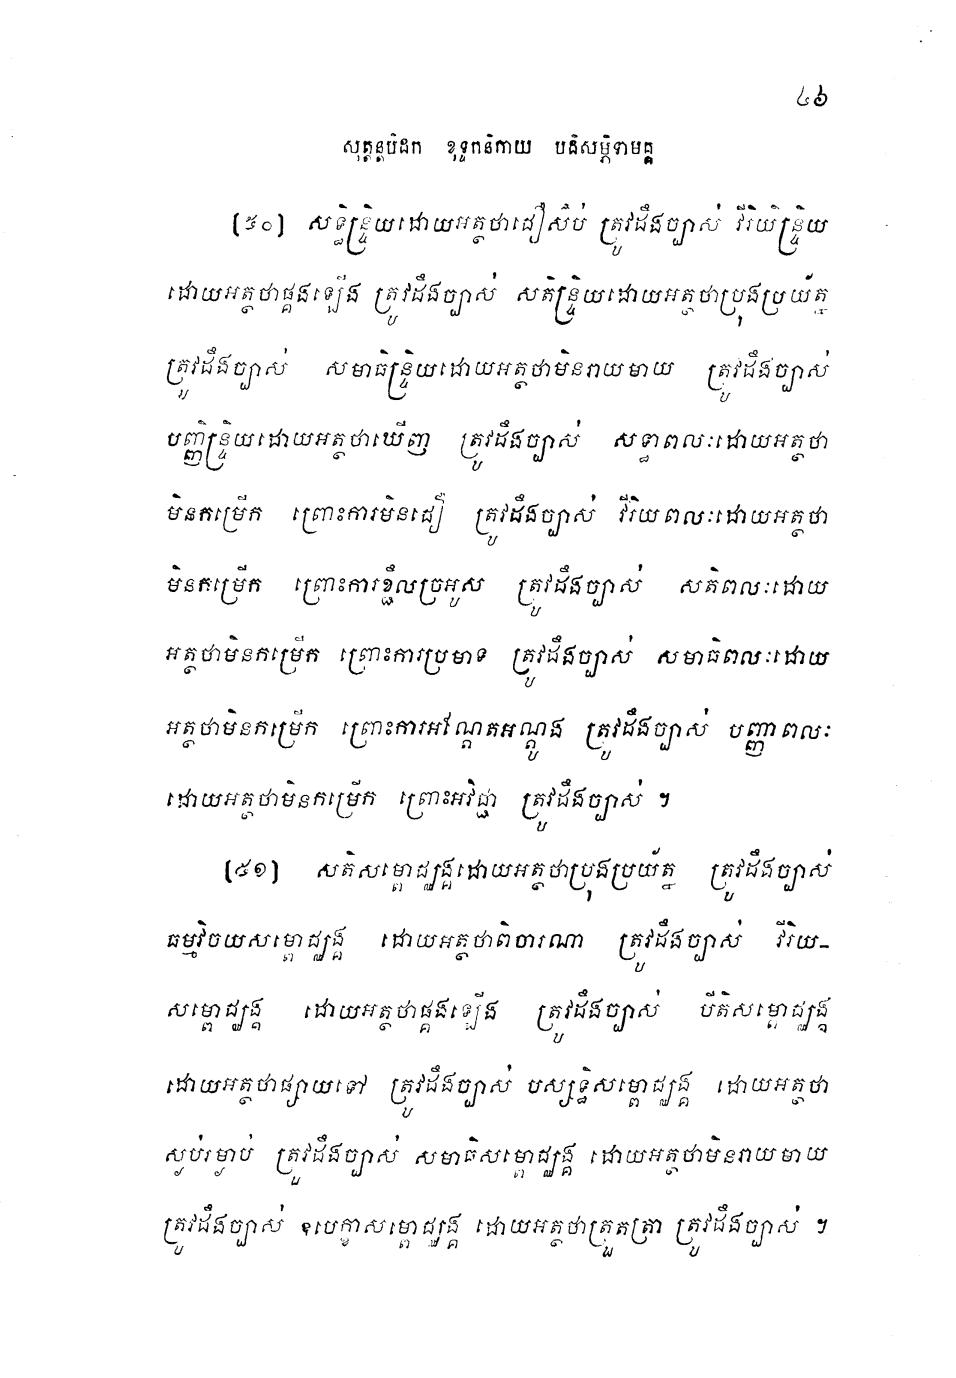 ៤៦
សុត្តន្តបិដក ខុទ្ទកនិកាយ បដិសម្ភិទាមគ្គ
(៥០) សទ្ធិន្ទ្រិយដោយអត្ថថាជឿស៊ប់ ត្រូវដឹងច្បាស់ វីរិយិន្ទ្រិយ
ដោយអត្ថថាផ្គងឡើង ត្រូវដឹងច្បាស់ សតិន្ទ្រិយដោយអត្ថថាប្រុងប្រយ័ត្ន
ត្រូវដឹងច្បាស់ សមាធិន្ទ្រិយដោយអត្ថថាមិនរាយមាយ ត្រូវដឹងច្បាស់
បញ្ញិន្ទ្រិយដោយអត្ថថាឃើញ ត្រូវដឹងច្បាស់ សទ្ធាពលៈដោយអត្ថថា
មិនកម្រើក ព្រោះការមិនជឿ ត្រូវដឹងច្បាស់ វីរិយពលៈដោយអត្ថថា
មិនកម្រើក ព្រោះការខ្ជិលច្រអូស ត្រូវដឹងច្បាស់ សតិពលៈដោយ
អត្ថថាមិនកម្រើក ព្រោះការប្រមាទ ត្រូវដឹងច្បាស់ សមាធិពលៈដោយ
អត្ថថាមិនកម្រើក ព្រោះការអណ្តែតអណ្តូង ត្រូវដឹងច្បាស់ បញ្ញាពលៈ
ដោយអត្ថថាមិនកម្រើក ព្រោះអវិជ្ជា ត្រូវដឹងច្បាស់ ។
(៥១) សតិសម្ពោជ្ឈង្គដោយអត្ថថាប្រុងប្រយ័ត្ន ត្រូវដឹងច្បាស់
ធម្មវិចយសម្ពោជ្ឈង្គ ដោយអត្ថថាពិចារណា ត្រូវដឹងច្បាស់ វីរិយ-
សម្ពោជ្ឈង្គ ដោយអត្ថថាផ្គងឡើង ត្រូវដឹងច្បាស់ បីតិសម្ពោជ្ឈង្គ
ដោយអត្ថថាផ្សាយទៅ ត្រូវដឹងច្បាស់ បស្សទ្ធិសម្ពោជ្ឈង្គ ដោយអត្ថថា
ស្ងប់រម្ងាប់ ត្រូវដឹងច្បាស់ សមាធិសម្ពោជ្ឈង្គ ដោយអត្ថថាមិនរាយមាយ
ត្រូវដឹងច្បាស់ ឧបេក្ខាសម្ពោជ្ឈង្គ ដោយអត្ថថាត្រួតត្រា ត្រូវដឹងច្បាស់ ។